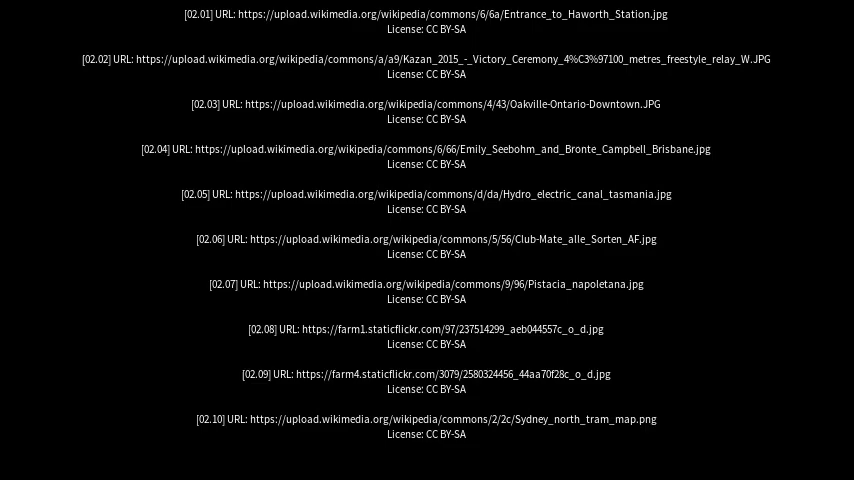 [02.01] URL: https://upload.wikimedia.org/wikipedia/commons/6/6a/Entrance_to_Haworth_Station.jpg
License: CC BY-SA
[02.02] URL: https://upload.wikimedia.org/wikipedia/commons/a/a9/Kazan_2015_-_Victory_Ceremony_4%C3%97100_metres_freestyle_relay_W.JPG
License: CC BY-SA
[02.03] URL: https://upload.wikimedia.org/wikipedia/commons/4/43/Oakville-Ontario-Downtown.JPG
License: CC BY-SA
[02.04] URL: https://upload.wikimedia.org/wikipedia/commons/6/66/Emily_Seebohm_and_Bronte_Campbell_Brisbane.jpg
License: CC BY-SA
[02.05] URL: https://upload.wikimedia.org/wikipedia/commons/d/da/Hydro_electric_canal_tasmania.jpg
License: CC BY-SA
[02.06] URL: https://upload.wikimedia.org/wikipedia/commons/5/56/Club-Mate_alle_Sorten_AF.jpg
License: CC BY-SA
[02.07] URL: https://upload.wikimedia.org/wikipedia/commons/9/96/Pistacia_napoletana.jpg
License: CC BY-SA
[02.08] URL: https://farm1.staticflickr.com/97/237514299_aeb044557c_o_d.jpg
License: CC BY-SA
[02.09] URL: https://farm4.staticflickr.com/3079/2580324456_44aa70f28c_o_d.jpg
License: CC BY-SA
[02.10] URL: https://upload.wikimedia.org/wikipedia/commons/2/2c/Sydney_north_tram_map.png
License: CC BY-SA